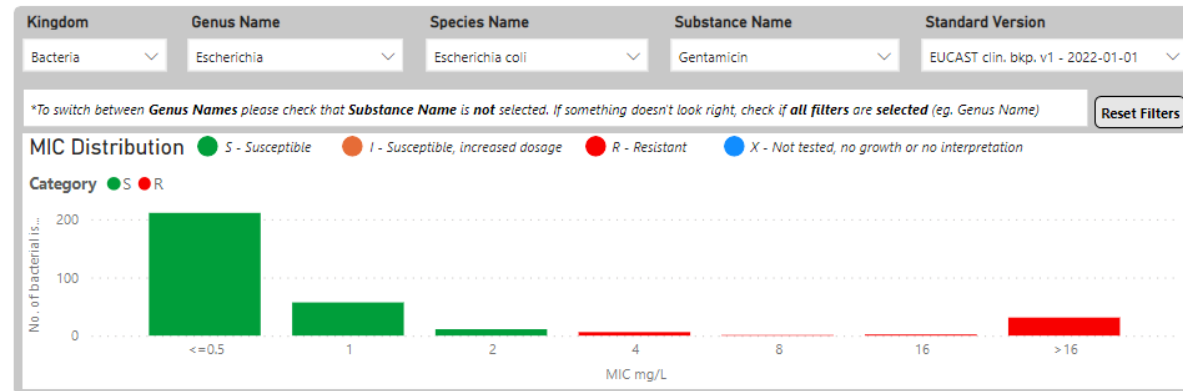 Kingdom Genus Name Species Name Substance Name Standard Version
Bacteria Escherichia Escherichia coli Gentamicin EUCAST clin. bkp. v1 - 2022-01-01
*To switch between Genus Names please check that Substance Name is not selected. If something doesn't look right, check if all filters are selected (eg. Genus Name) Reset Filters
MIC Distribution S - Susceptible I - Susceptible, increased dosage R - Resistant X - Not tested, no growth or no interpretation
Category S R
No. of bacterial is...
200
100
0
<=0.5 1 2 4 8 16 >16
MIC mg/L